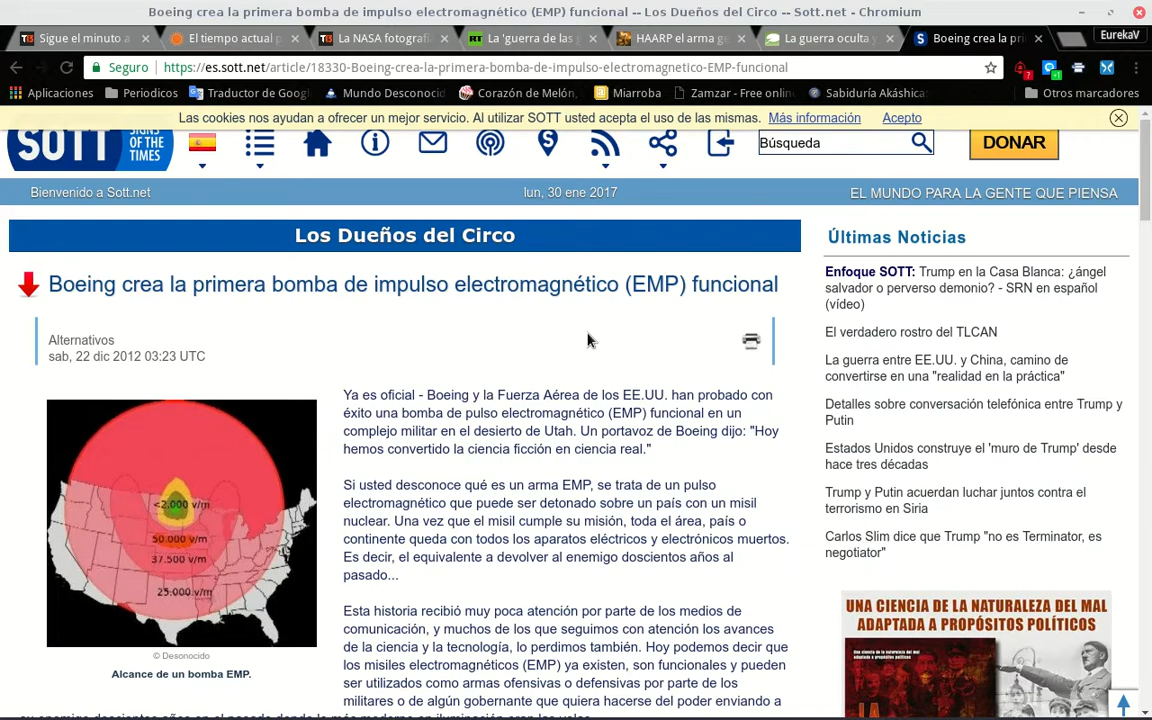 Boeing crea la primera bomba de impulso electromagnético (EMP) funcional -- Los Dueños del Circo -- Sott.net - Chromium
Sigue el minuto a
El tiempo actual p
La NASA fotografi
La 'guerra de las
HAARP el arma ge
La guerra oculta y
Boeing crea la pri
EurekaV
Seguro
https://es.sott.net/article/18330-Boeing-crea-la-primera-bomba-de-impulso-electromagnetico-EMP-funcional
Aplicaciones
Periodicos
Traductor de Goog
Mundo Desconocid
Corazón de Melón,
Miarroba
Zamzar - Free onlin
Sabiduría Akáshica
Otros marcadores
Las cookies nos ayudan a ofrecer un mejor servicio. Al utilizar SOTT usted acepta el uso de las mismas. Más información Acepto
SOTT SIGNS OF THE TIMES
Búsqueda
DONAR
Bienvenido a Sott.net
lun, 30 ene 2017
EL MUNDO PARA LA GENTE QUE PIENSA
Los Dueños del Circo
Boeing crea la primera bomba de impulso electromagnético (EMP) funcional
Alternativos
sab, 22 dic 2012 03:23 UTC
<2.000 v/m
50.000 v/m
37.500 v/m
25.000 v/m
© Desonocido
Alcance de un bomba EMP.
Ya es oficial - Boeing y la Fuerza Aérea de los EE.UU. han probado con
éxito una bomba de pulso electromagnético (EMP) funcional en un
complejo militar en el desierto de Utah. Un portavoz de Boeing dijo: "Hoy
hemos convertido la ciencia ficción en ciencia real."
Si usted desconoce qué es un arma EMP, se trata de un pulso
electromagnético que puede ser detonado sobre un país con un misil
nuclear. Una vez que el misil cumple su misión, toda el área, país o
continente queda con todos los aparatos eléctricos y electrónicos muertos.
Es decir, el equivalente a devolver al enemigo doscientos años al
pasado...
Esta historia recibió muy poca atención por parte de los medios de
comunicación, y muchos de los que seguimos con atención los avances
de la ciencia y la tecnología, lo perdimos también. Hoy podemos decir que
los misiles electromagnéticos (EMP) ya existen, son funcionales y pueden
ser utilizados como armas ofensivas o defensivas por parte de los
militares o de algún gobernante que quiera hacerse del poder enviando a
su enemigo doscientos años en el pasado donde lo más moderno en iluminación eran las velas.
Últimas Noticias
Enfoque SOTT: Trump en la Casa Blanca: ¿ángel
salvador o perverso demonio? - SRN en español
(vídeo)
El verdadero rostro del TLCAN
La guerra entre EE.UU. y China, camino de
convertirse en una "realidad en la práctica"
Detalles sobre conversación telefónica entre Trump y
Putin
Estados Unidos construye el 'muro de Trump' desde
hace tres décadas
Trump y Putin acuerdan luchar juntos contra el
terrorismo en Siria
Carlos Slim dice que Trump "no es Terminator, es
negotiator"
UNA CIENCIA DE LA NATURALEZA DEL MAL
ADAPTADA A PROPÓSITOS POLÍTICOS
LA